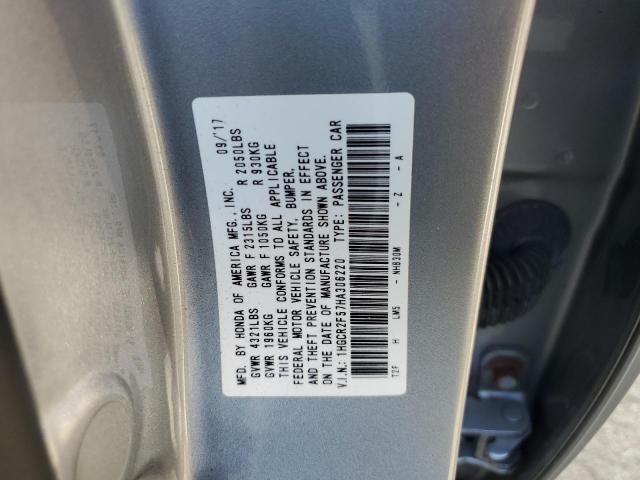 MFD. BY HONDA OF AMERICA MFG., INC. 09/'17
GVWR 4321LBS GAWR F 2315LBS R 2050LBS
GVWR 1960KG GAWR F 1050KG R 930KG
THIS VEHICLE CONFORMS TO ALL APPLICABLE
FEDERAL MOTOR VEHICLE SAFETY, BUMPER,
AND THEFT PREVENTION STANDARDS IN EFFECT
ON THE DATE OF MANUFACTURE SHOWN ABOVE.
V.I.N.: 1HGCR2F57HA306220 TYPE: PASSENGER CAR
T2F H LM5 - NH830M - Z - A